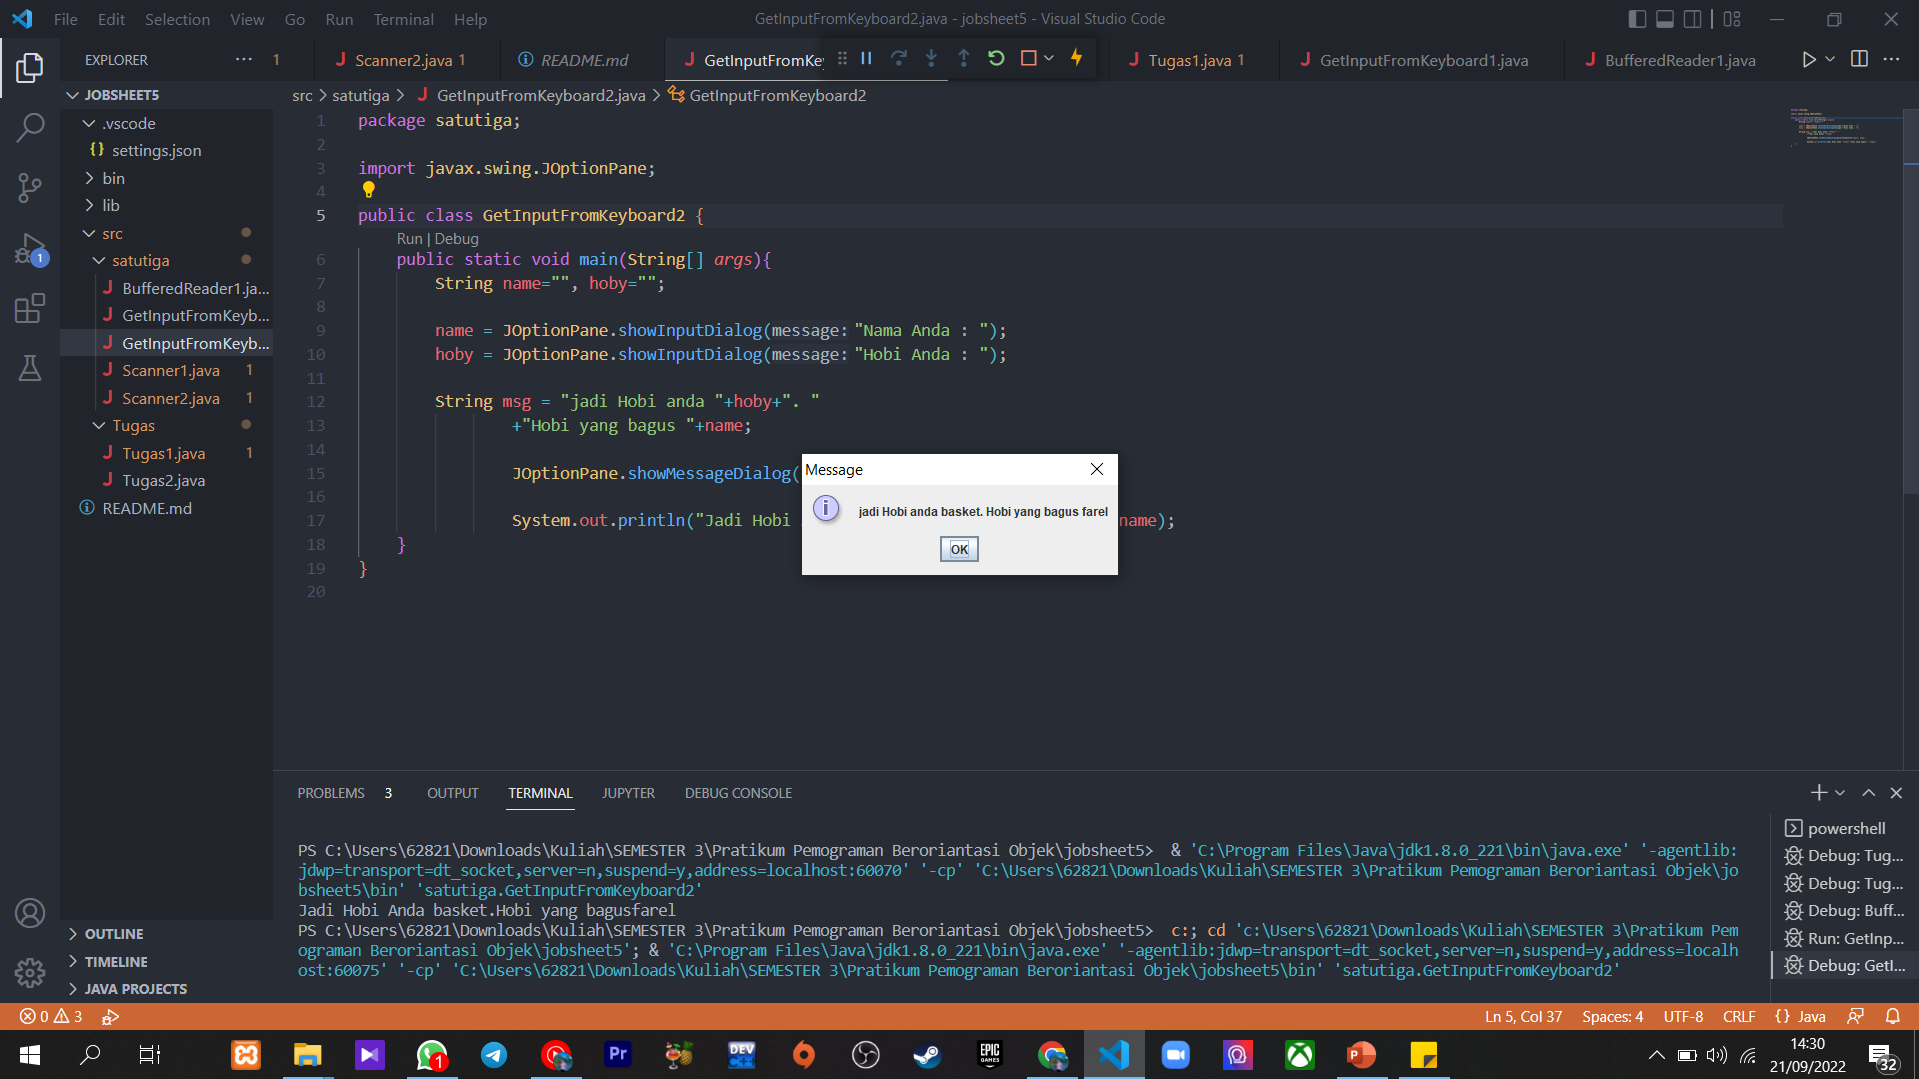 File Edit Selection View Go Run Terminal Help
GetInputFromKeyboard2.java - jobsheet5 - Visual Studio Code
EXPLORER
1
Scanner2.java 1
README.md
GetInputFromKey
Tugas1.java 1
GetInputFromKeyboard1.java
BufferedReader1.java
JOBSHEET5
.vscode
settings.json
bin
lib
src
satutiga
BufferedReader1.ja...
GetInputFromKeyb...
GetInputFromKeyb...
Scanner1.java 1
Scanner2.java 1
Tugas
Tugas1.java 1
Tugas2.java
README.md
OUTLINE
TIMELINE
JAVA PROJECTS
1
src > satutiga > GetInputFromKeyboard2.java > GetInputFromKeyboard2
1 package satutiga;
2
3 import javax.swing.JOptionPane;
4
5 public class GetInputFromKeyboard2 {
Run | Debug
6 public static void main(String[] args){
7 String name="", hoby="";
8
9 name = JOptionPane.showInputDialog(message: "Nama Anda : ");
10 hoby = JOptionPane.showInputDialog(message: "Hobi Anda : ");
11
12 String msg = "jadi Hobi anda "+hoby+". "
13 +"Hobi yang bagus "+name;
14
15 JOptionPane.showMessageDialog(
16
17 System.out.println("Jadi Hobi name);
18 }
19 }
20
Message
jadi Hobi anda basket. Hobi yang bagus farel
OK
PROBLEMS 3 OUTPUT TERMINAL JUPYTER DEBUG CONSOLE
PS C:\Users\62821\Downloads\Kuliah\SEMESTER 3\Pratikum Pemograman Beroriantasi Objek\jobsheet5> & 'C:\Program Files\Java\jdk1.8.0_221\bin\java.exe' '-agentlib:
jdwp=transport=dt_socket,server=n,suspend=y,address=localhost:60070' '-cp' 'C:\Users\62821\Downloads\Kuliah\SEMESTER 3\Pratikum Pemograman Beroriantasi Objek\jo
bsheet5\bin' 'satutiga.GetInputFromKeyboard2'
Jadi Hobi Anda basket.Hobi yang bagusfarel
PS C:\Users\62821\Downloads\Kuliah\SEMESTER 3\Pratikum Pemograman Beroriantasi Objek\jobsheet5> c:; cd 'c:\Users\62821\Downloads\Kuliah\SEMESTER 3\Pratikum Pem
ograman Beroriantasi Objek\jobsheet5'; & 'C:\Program Files\Java\jdk1.8.0_221\bin\java.exe' '-agentlib:jdwp=transport=dt_socket,server=n,suspend=y,address=localh
ost:60075' '-cp' 'C:\Users\62821\Downloads\Kuliah\SEMESTER 3\Pratikum Pemograman Beroriantasi Objek\jobsheet5\bin' 'satutiga.GetInputFromKeyboard2'
powershell
Debug: Tug...
Debug: Tug...
Debug: Buff...
Run: GetInp...
Debug: GetI...
0 3
Ln 5, Col 37 Spaces: 4 UTF-8 CRLF {} Java
1
Pr
DEV
EPIC
GAMES
14:30
21/09/2022
32